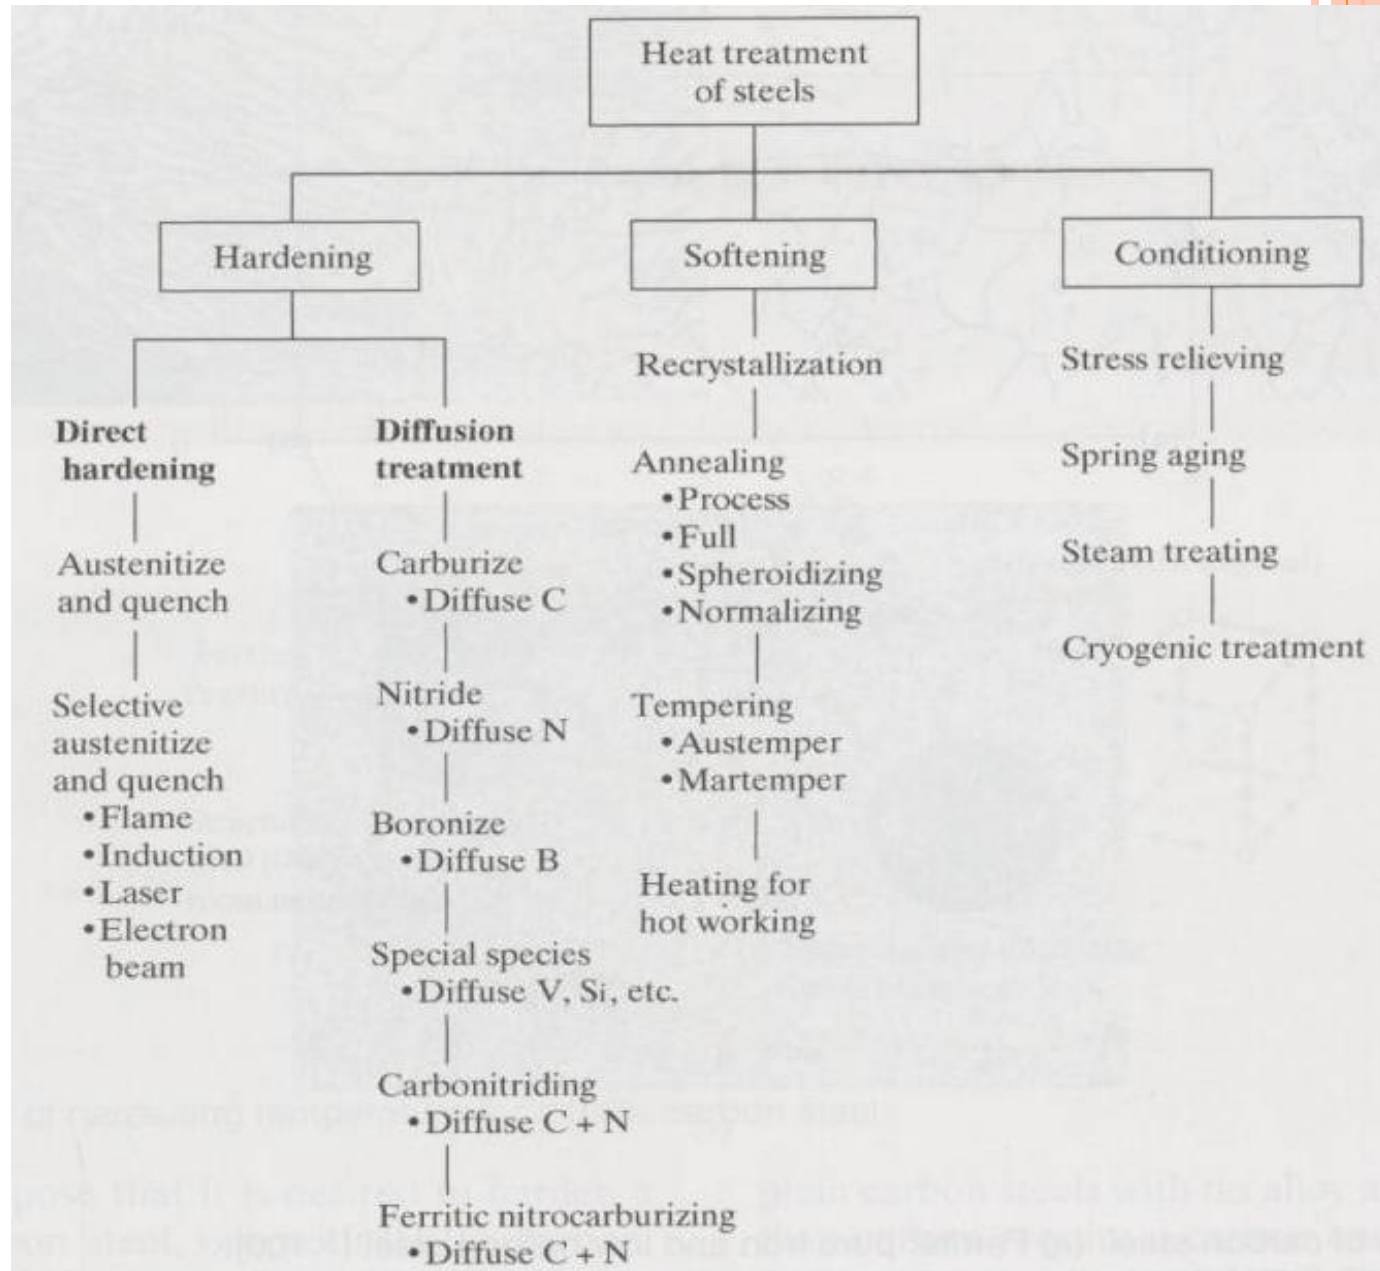 Heat treatment
of steels
Hardening
Softening
Conditioning
Direct
hardening
Austenitize
and quench
Selective
austenitize
and quench
•Flame
•Induction
•Laser
•Electron
beam
Diffusion
treatment
Carburize
•Diffuse C
Nitride
•Diffuse N
Boronize
•Diffuse B
Special species
•Diffuse V, Si, etc.
Carbonitriding
•Diffuse C + N
Ferritic nitrocarburizing
•Diffuse C + N
Recrystallization
Annealing
•Process
•Full
•Spheroidizing
•Normalizing
Tempering
•Austemper
•Martemper
Heating for
hot working
Stress relieving
Spring aging
Steam treating
Cryogenic treatment